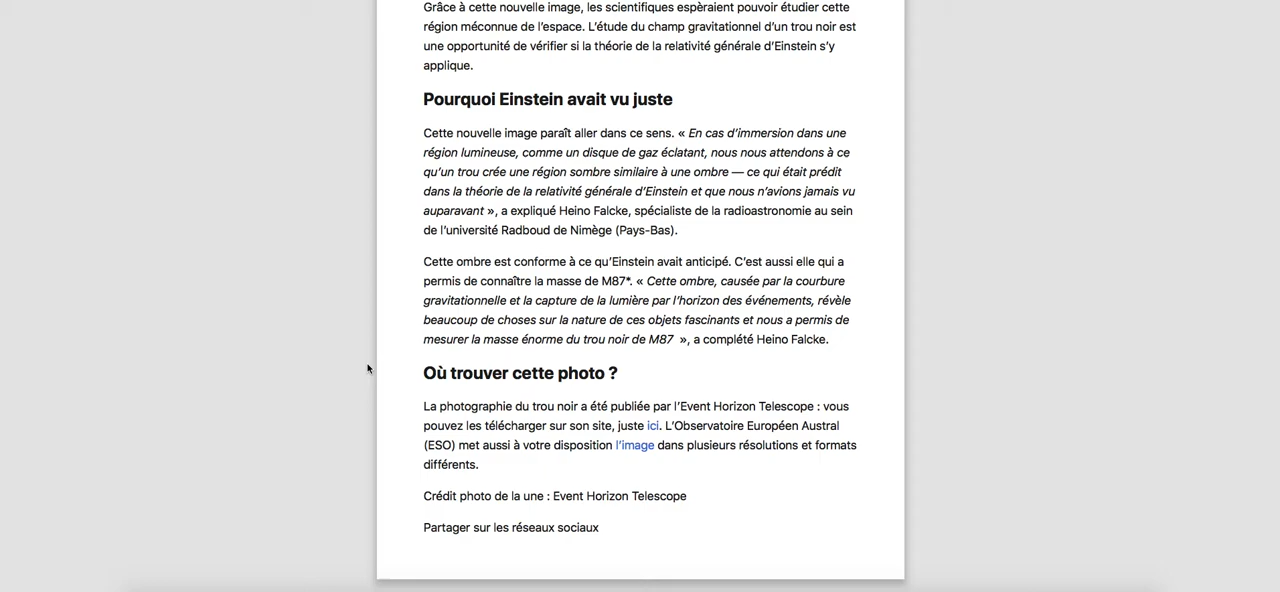 Grâce à cette nouvelle image, les scientifiques espèraient pouvoir étudier cette
région méconnue de l’espace. L’étude du champ gravitationnel d’un trou noir est
une opportunité de vérifier si la théorie de la relativité générale d’Einstein s’y
applique.
Pourquoi Einstein avait vu juste
Cette nouvelle image paraît aller dans ce sens. « En cas d’immersion dans une
région lumineuse, comme un disque de gaz éclatant, nous nous attendons à ce
qu’un trou crée une région sombre similaire à une ombre — ce qui était prédit
dans la théorie de la relativité générale d’Einstein et que nous n’avions jamais vu
auparavant », a expliqué Heino Falcke, spécialiste de la radioastronomie au sein
de l’université Radboud de Nimège (Pays-Bas).
Cette ombre est conforme à ce qu’Einstein avait anticipé. C’est aussi elle qui a
permis de connaître la masse de M87*. « Cette ombre, causée par la courbure
gravitationnelle et la capture de la lumière par l’horizon des événements, révèle
beaucoup de choses sur la nature de ces objets fascinants et nous a permis de
mesurer la masse énorme du trou noir de M87 », a complété Heino Falcke.
Où trouver cette photo ?
La photographie du trou noir a été publiée par l’Event Horizon Telescope : vous
pouvez les télécharger sur son site, juste ici. L’Observatoire Européen Austral
(ESO) met aussi à votre disposition l’image dans plusieurs résolutions et formats
différents.
Crédit photo de la une : Event Horizon Telescope
Partager sur les réseaux sociaux